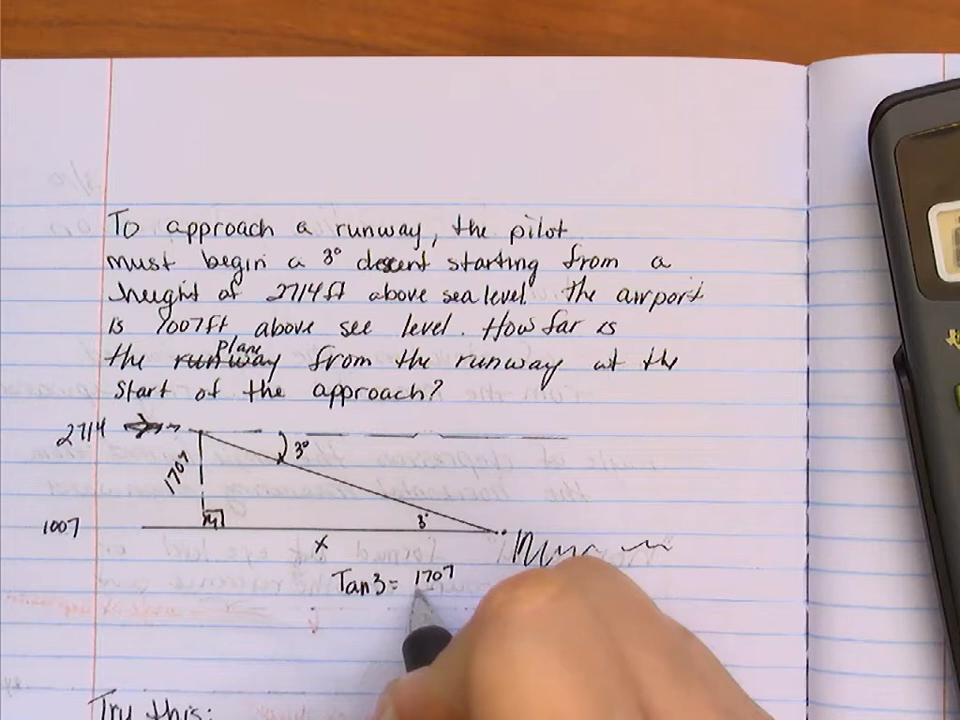 To approach a runway, the pilot
must begin a 3° descent starting from a
height of 2714ft above sea level. The airport
is 1007ft above see level. How far is
the runway plane from the runway at the
start of the approach?
2714
3°
1707
1007
3°
x
Tan3= 1707
Try this: